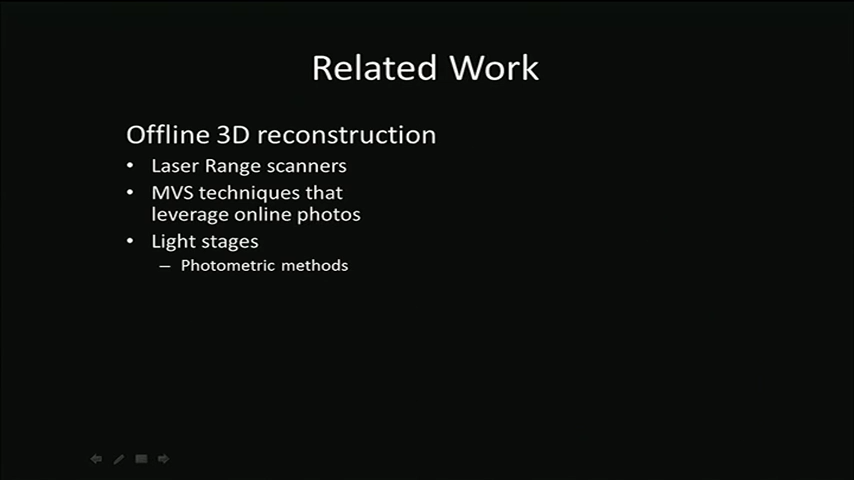 Related Work
Offline 3D reconstruction
• Laser Range scanners
• MVS techniques that
leverage online photos
• Light stages
– Photometric methods